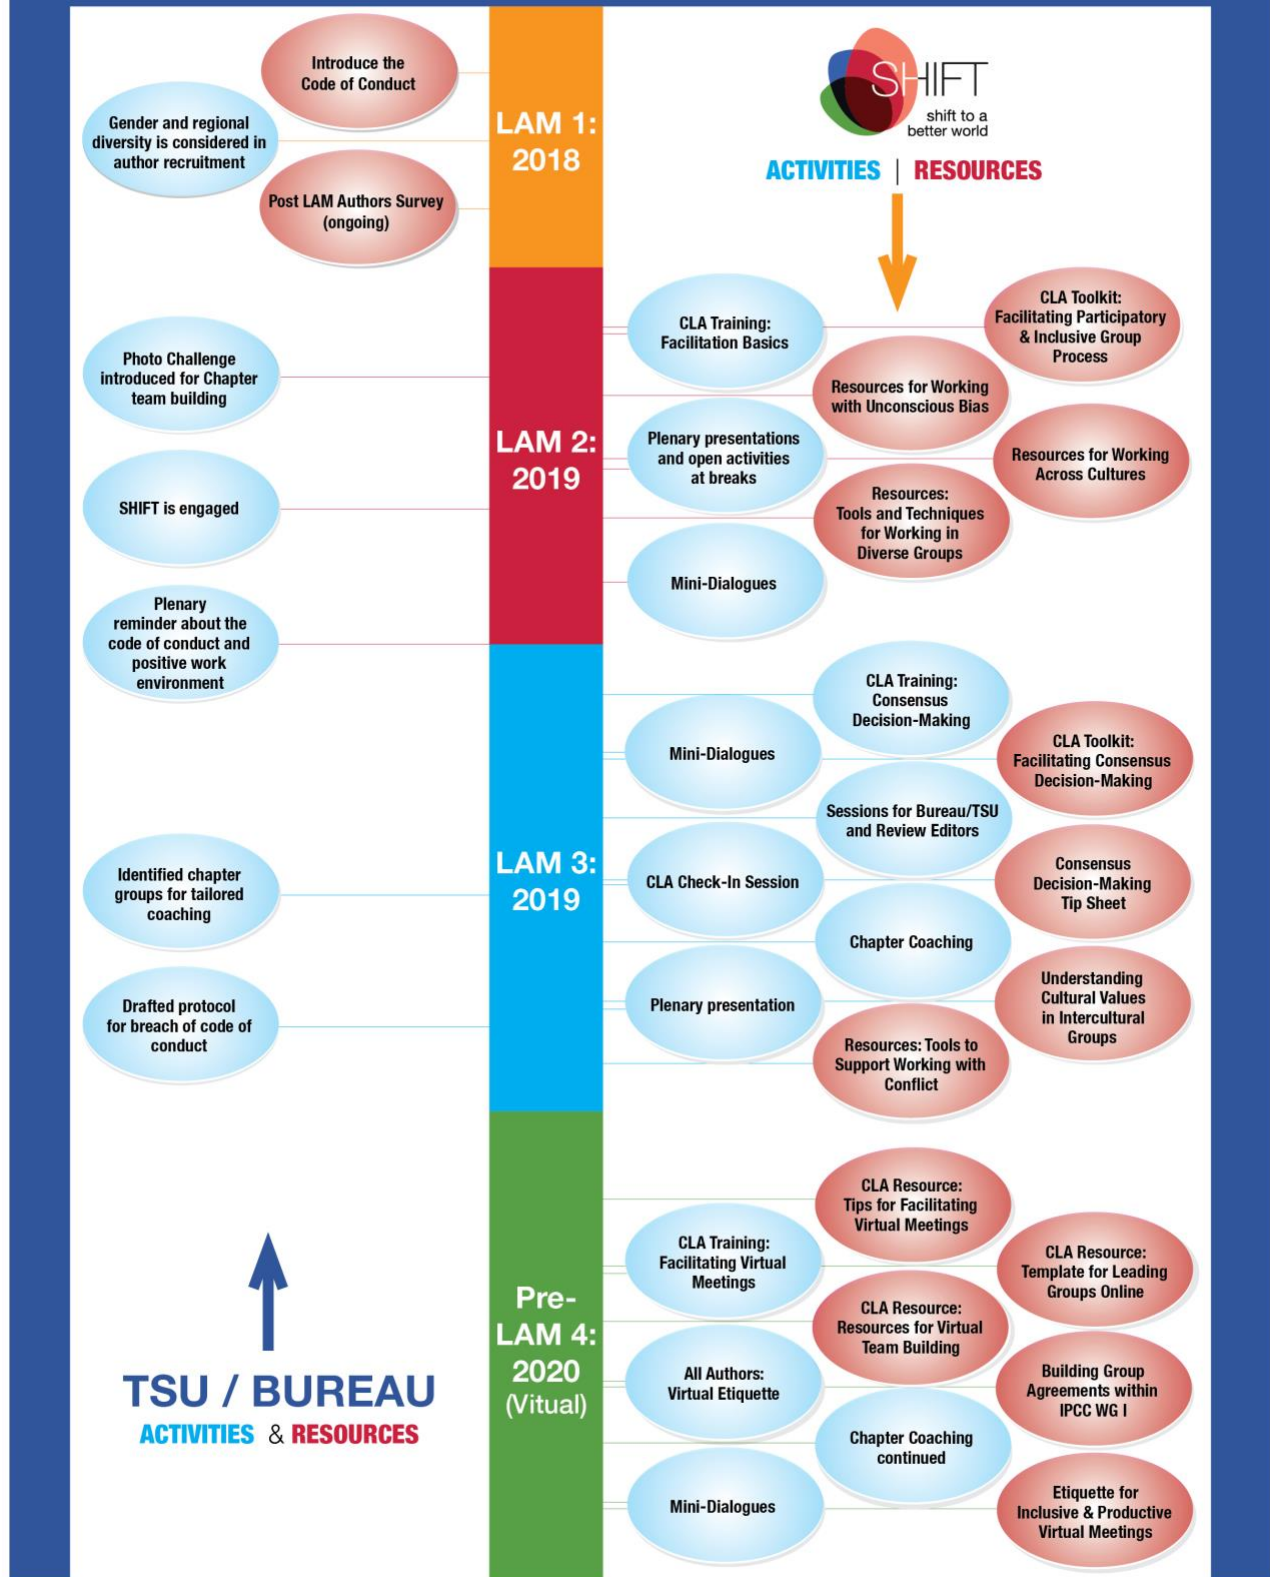 Introduce the
Code of Conduct
Gender and regional
diversity is considered in
author recruitment
Post LAM Authors Survey
(ongoing)
LAM 1:
2018
SHIFT
shift to a
better world
ACTIVITIES | RESOURCES
Photo Challenge
introduced for Chapter
team building
SHIFT is engaged
Plenary
reminder about the
code of conduct and
positive work
environment
LAM 2:
2019
CLA Training:
Facilitation Basics
CLA Toolkit:
Facilitating Participatory
& Inclusive Group
Process
Resources for Working
with Unconscious Bias
Plenary presentations
and open activities
at breaks
Resources for Working
Across Cultures
Resources:
Tools and Techniques
for Working in
Diverse Groups
Mini-Dialogues
Identified chapter
groups for tailored
coaching
Drafted protocol
for breach of code of
conduct
LAM 3:
2019
CLA Training:
Consensus
Decision-Making
Mini-Dialogues
CLA Toolkit:
Facilitating Consensus
Decision-Making
Sessions for Bureau/TSU
and Review Editors
CLA Check-In Session
Consensus
Decision-Making
Tip Sheet
Chapter Coaching
Plenary presentation
Understanding
Cultural Values
in Intercultural
Groups
Resources: Tools to
Support Working with
Conflict
TSU / BUREAU
ACTIVITIES & RESOURCES
Pre-
LAM 4:
2020
(Vitual)
CLA Resource:
Tips for Facilitating
Virtual Meetings
CLA Training:
Facilitating Virtual
Meetings
CLA Resource:
Template for Leading
Groups Online
CLA Resource:
Resources for Virtual
Team Building
All Authors:
Virtual Etiquette
Building Group
Agreements within
IPCC WG I
Chapter Coaching
continued
Mini-Dialogues
Etiquette for
Inclusive & Productive
Virtual Meetings